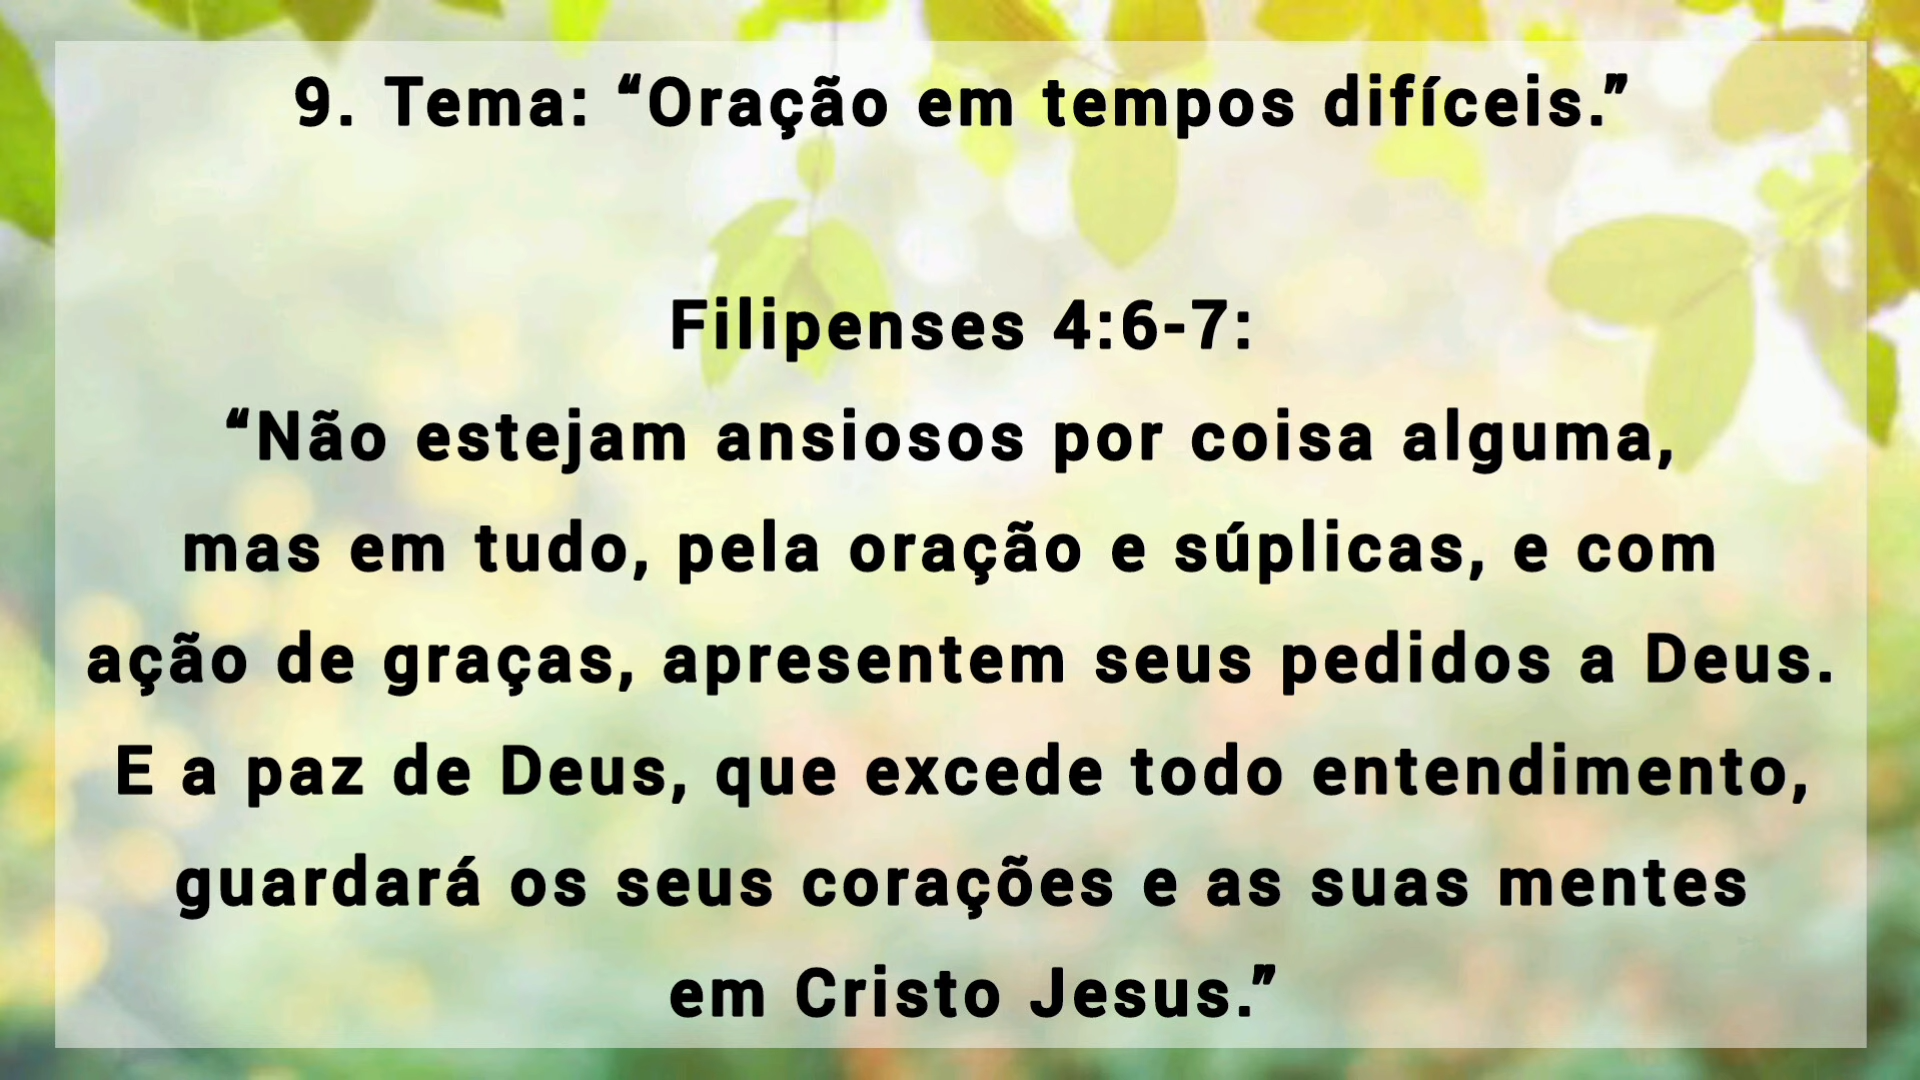 9. Tema: “Oração em tempos difíceis.”
Filipenses 4:6-7:
“Não estejam ansiosos por coisa alguma,
mas em tudo, pela oração e súplicas, e com
ação de graças, apresentem seus pedidos a Deus.
E a paz de Deus, que excede todo entendimento,
guardará os seus corações e as suas mentes
em Cristo Jesus.”